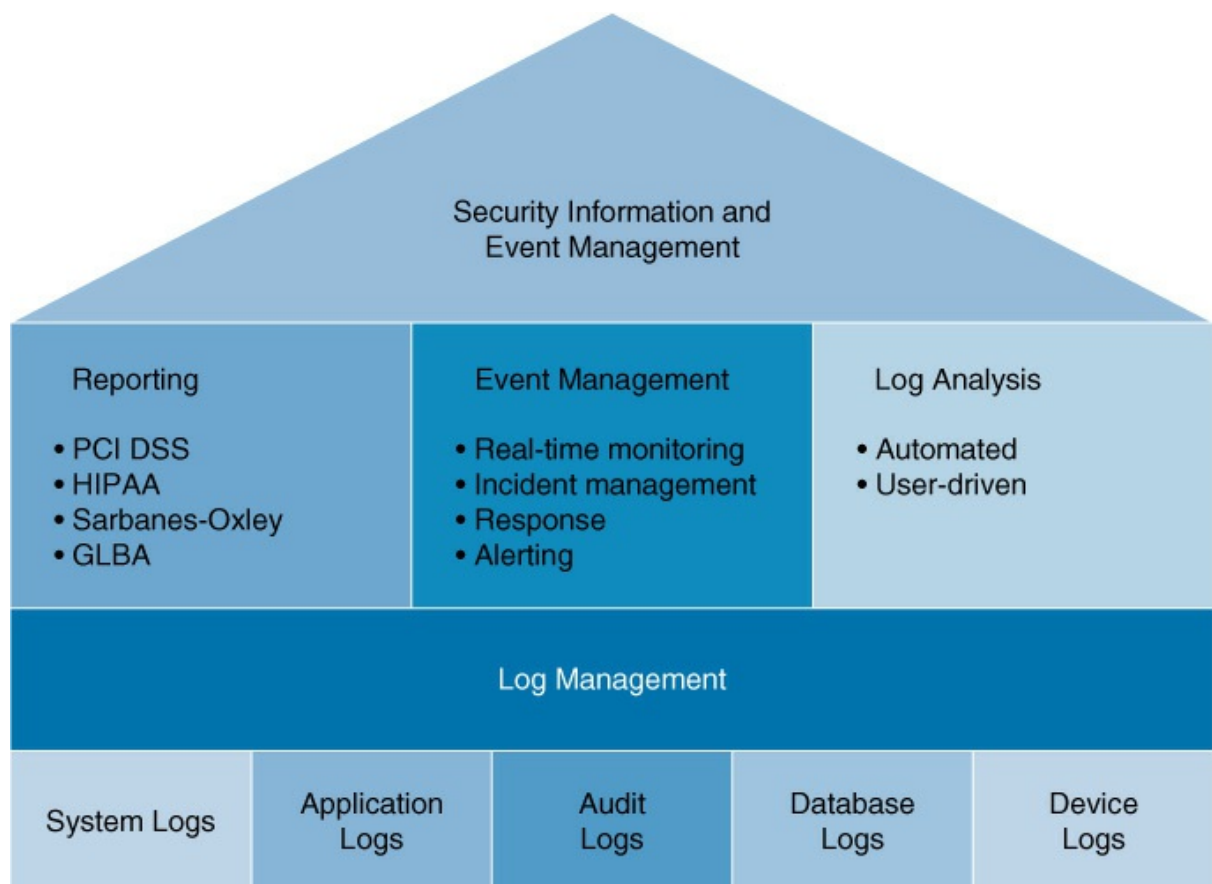 Security Information and
Event Management
Reporting
• PCI DSS
• HIPAA
• Sarbanes-Oxley
• GLBA
Event Management
• Real-time monitoring
• Incident management
• Response
• Alerting
Log Analysis
• Automated
• User-driven
Log Management
System Logs
Application
Logs
Audit
Logs
Database
Logs
Device
Logs